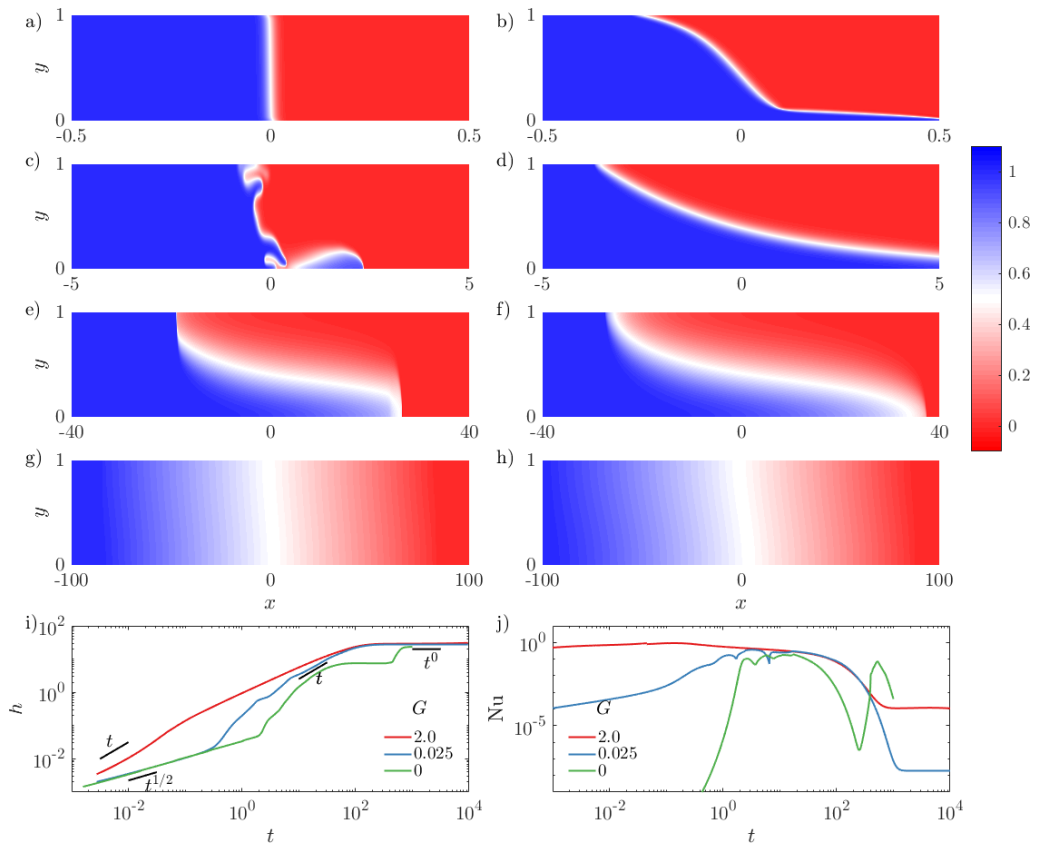 a)
1
y
0
-0.5
0
0.5
b)
1
0
-0.5
0
0.5
c)
1
y
0
-5
0
5
d)
1
0
-5
0
5
1
0.8
0.6
0.4
0.2
0
e)
1
y
0
-40
0
40
f)
1
0
-40
0
40
g)
1
y
0
-100
0
100
x
h)
1
0
-100
0
100
x
i)
10^2
10^0
10^-2
h
t
t^1/2
t
t^0
G
2.0
0.025
0
10^-2
10^0
10^2
10^4
t
j)
10^0
10^-5
Nu
G
2.0
0.025
0
10^-2
10^0
10^2
10^4
t